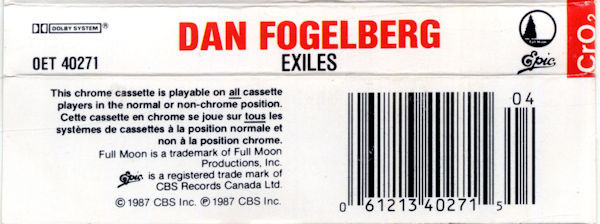 DOLBY SYSTEM®
DAN FOGELBERG
OET 40271
EXILES
Full Moon
Epic
CrO₂
This chrome cassette is playable on all cassette
players in the normal or non-chrome position.
Cette cassette en chrome se joue sur tous les
systèmes de cassettes à la position normale et
non à la position chrome.
Full Moon is a trademark of Full Moon
Productions, Inc.
Epic is a registered trade mark of
CBS Records Canada Ltd.
© 1987 CBS Inc. ℗ 1987 CBS Inc.
04
0 61213 40271 5